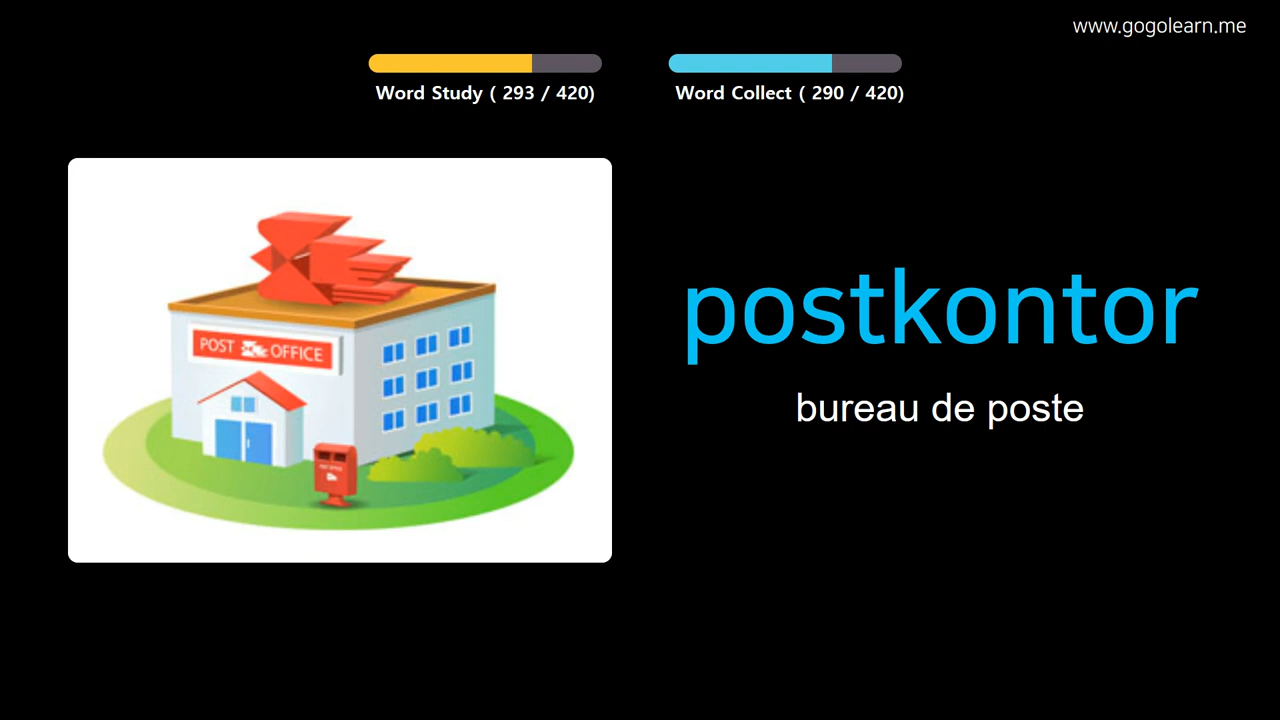 www.gogolearn.me
Word Study ( 293 / 420)
Word Collect ( 290 / 420)
POST OFFICE
postkontor
bureau de poste